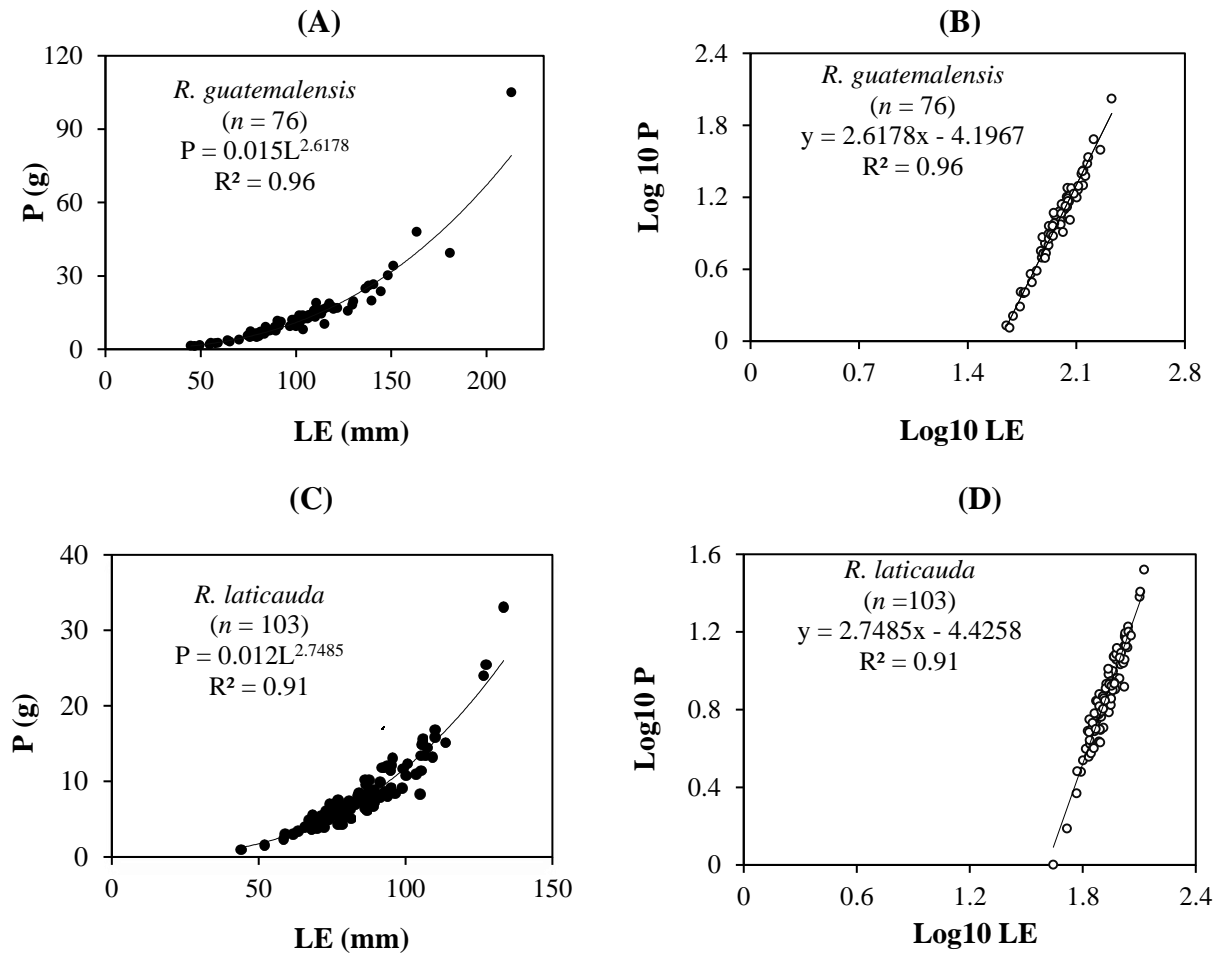 (A)
120
90
60
30
0
0
50
100
150
200
P (g)
LE (mm)
R. guatemalensis
(n = 76)
P = 0.015L^2.6178
R² = 0.96
(B)
2.4
1.8
1.2
0.6
0
0
0.7
1.4
2.1
2.8
Log 10 P
Log10 LE
R. guatemalensis
(n = 76)
y = 2.6178x - 4.1967
R² = 0.96
(C)
40
30
20
10
0
0
50
100
150
P (g)
LE (mm)
R. laticauda
(n = 103)
P = 0.012L^2.7485
R² = 0.91
(D)
1.6
1.2
0.8
0.4
0
0
0.6
1.2
1.8
2.4
Log10 P
Log10 LE
R. laticauda
(n =103)
y = 2.7485x - 4.4258
R² = 0.91